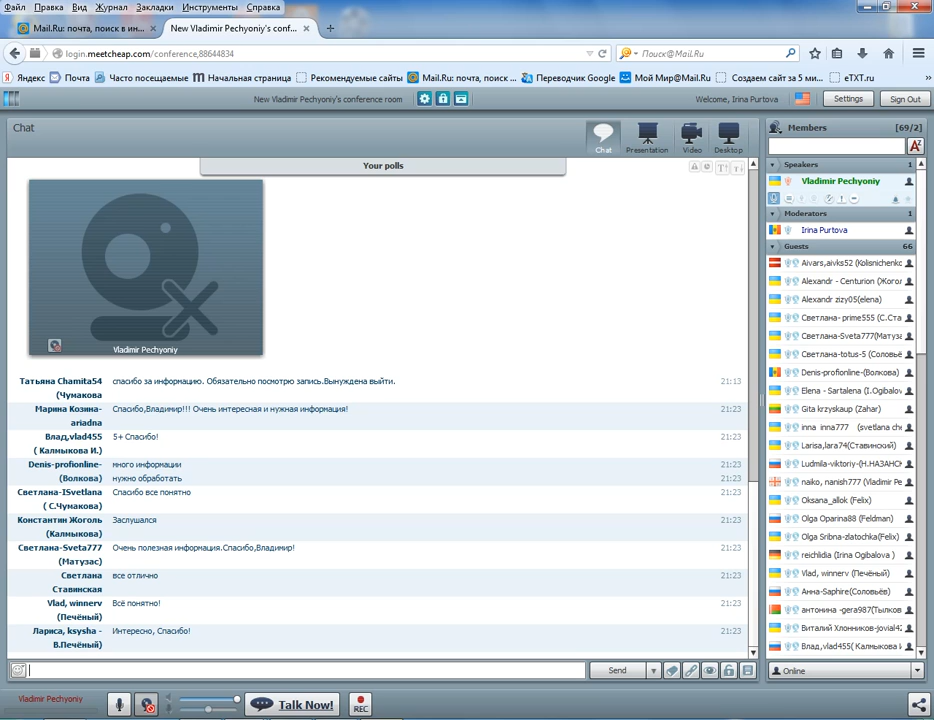 Файл Правка Вид Журнал Закладки Инструменты Справка
Mail.Ru: почта, поиск в ин... × New Vladimir Pechyoniy's conf... × +
login.meetcheap.com/conference,88644834 Поиск@Mail.Ru
Яндекс Почта Часто посещаемые Начальная страница Рекомендуемые сайты Mail.Ru: почта, поиск ... Переводчик Google Мой Мир@Mail.Ru Создаем сайт за 5 ми... eTXT.ru »
New Vladimir Pechyoniy's conference room Welcome, Irina Purtova Settings Sign Out
Chat
Chat Presentation Video Desktop
Your polls
Vladimir Pechyoniy
Татьяна Chamita54 спасибо за информацию. Обязательно посмотрю запись.Вынуждена выйти. 21:13
(Чумакова
Марина Козина- Спасибо,Владимир!!! Очень интересная и нужная информация! 21:23
ariadna
Влад,vlad455 5+ Спасибо! 21:23
( Калмыкова И.)
Denis-profionline- много информации 21:23
(Волкова) нужно обработать 21:23
Светлана-ISvetlana Спасибо все понятно 21:23
( С.Чумакова)
Константин Жоголь Заслушался 21:23
(Калмыкова)
Светлана-Sveta777 Очень полезная информация.Спасибо,Владимир! 21:23
(Матузас)
Светлана все отлично 21:23
Ставинская
Vlad, winnerv Всё понятно! 21:23
(Печёный)
Лариса, ksysha - Интересно, Спасибо! 21:23
В.Печёный)
Send
Vladimir Pechyoniy Talk Now! REC
Members [69/2]
AZ
Speakers 1
Vladimir Pechyoniy
Moderators 1
Irina Purtova
Guests 66
Aivars,aivks52 (Kolisnichenko
Alexandr - Centurion (Жогол
Alexandr zizy05(elena)
Светлана- prime555 (С.Ста
Светлана-Sveta777(Матуза
Светлана-totus-5 (Соловьё
Denis-profionline-(Волкова)
Elena - Sartalena (I.Ogibalov
Gita krzyskaup (Zahar)
inna inna777 (svetlana che
Larisa,lara74(Ставинский)
Ludmila-viktoriy-(Н.НАЗАНС
naiko, nanish777 (Vladimir Pe
Oksana_allok (Felix)
Olga Oparina88 (Feldman)
Olga Sribna-zlatochka(Felix)
reichlidia (Irina Ogibalova )
Vlad, winnerv (Печёный)
Анна-Saphire(Соловьёв)
антонина -gera987(Тылков
Виталий Хлонников-jovial42
Влад,vlad455( Калмыкова И
Online